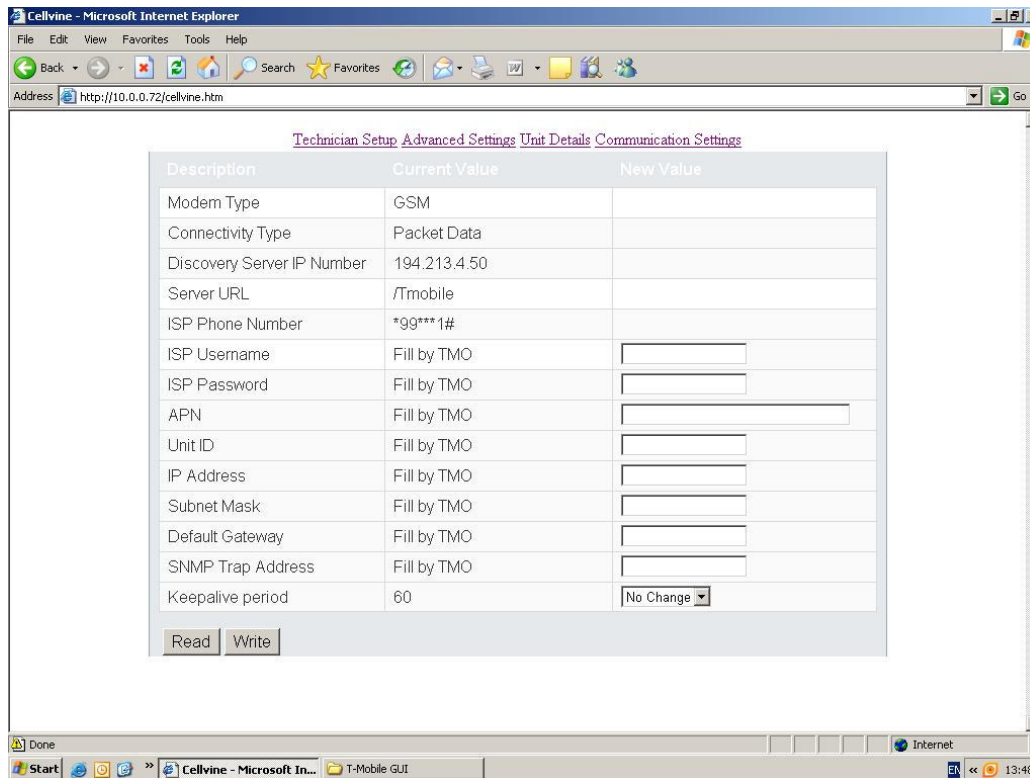 Cellvine - Microsoft Internet Explorer
File Edit View Favorites Tools Help
Back Search Favorites
Address http://10.0.0.72/cellvine.htm Go
Technician Setup Advanced Settings Unit Details Communication Settings
Description Current Value New Value
Modem Type GSM
Connectivity Type Packet Data
Discovery Server IP Number 194.213.4.50
Server URL /Tmobile
ISP Phone Number *99***1#
ISP Username Fill by TMO
ISP Password Fill by TMO
APN Fill by TMO
Unit ID Fill by TMO
IP Address Fill by TMO
Subnet Mask Fill by TMO
Default Gateway Fill by TMO
SNMP Trap Address Fill by TMO
Keepalive period 60 No Change
Read Write
Done Internet
Start » Cellvine - Microsoft In... T-Mobile GUI EN «